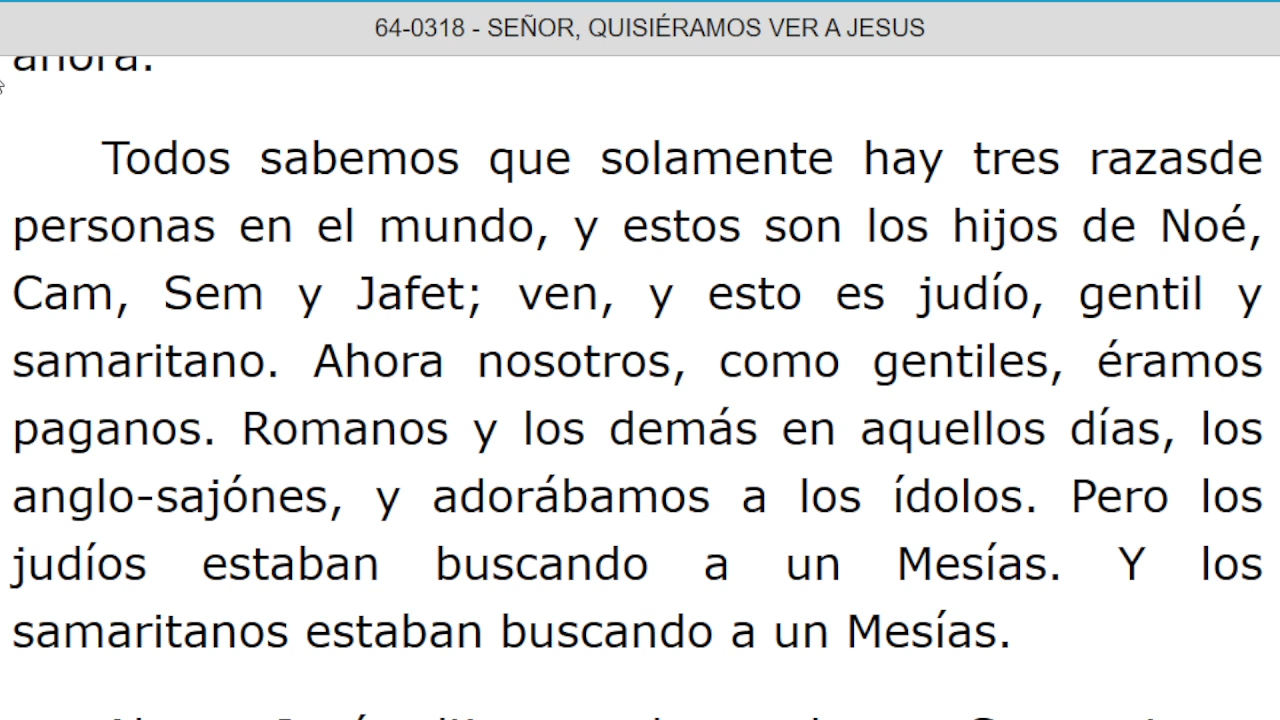 64-0318 - SEÑOR, QUISIÉRAMOS VER A JESUS
ahora.
Todos sabemos que solamente hay tres razasde
personas en el mundo, y estos son los hijos de Noé,
Cam, Sem y Jafet; ven, y esto es judío, gentil y
samaritano. Ahora nosotros, como gentiles, éramos
paganos. Romanos y los demás en aquellos días, los
anglo-sajónes, y adorábamos a los ídolos. Pero los
judíos estaban buscando a un Mesías. Y los
samaritanos estaban buscando a un Mesías.